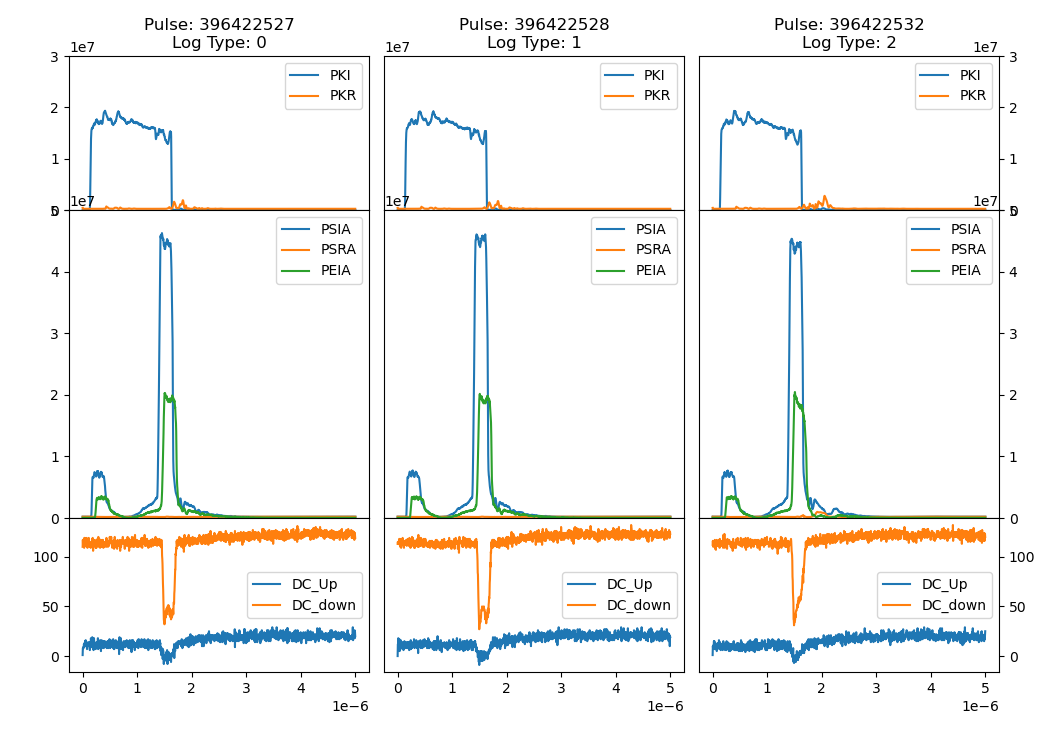 Pulse: 396422527
Log Type: 0
Pulse: 396422528
Log Type: 1
Pulse: 396422532
Log Type: 2
1e7
1e7
1e7
3
2
1
0
PKI
PKR
PKI
PKR
PKI
PKR
3
2
1
0
1e7
1e7
1e7
5
4
3
2
1
0
PSIA
PSRA
PEIA
PSIA
PSRA
PEIA
PSIA
PSRA
PEIA
5
4
3
2
1
0
100
50
0
DC_Up
DC_down
DC_Up
DC_down
DC_Up
DC_down
100
50
0
0 1 2 3 4 5
1e−6
0 1 2 3 4 5
1e−6
0 1 2 3 4 5
1e−6